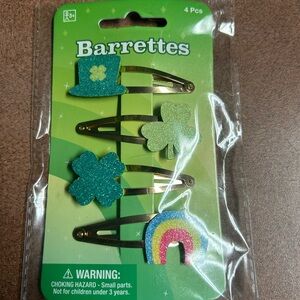 4 Pcs
Barrettes
⚠ WARNING:
CHOKING HAZARD - Small parts.
Not for children under 3 years.